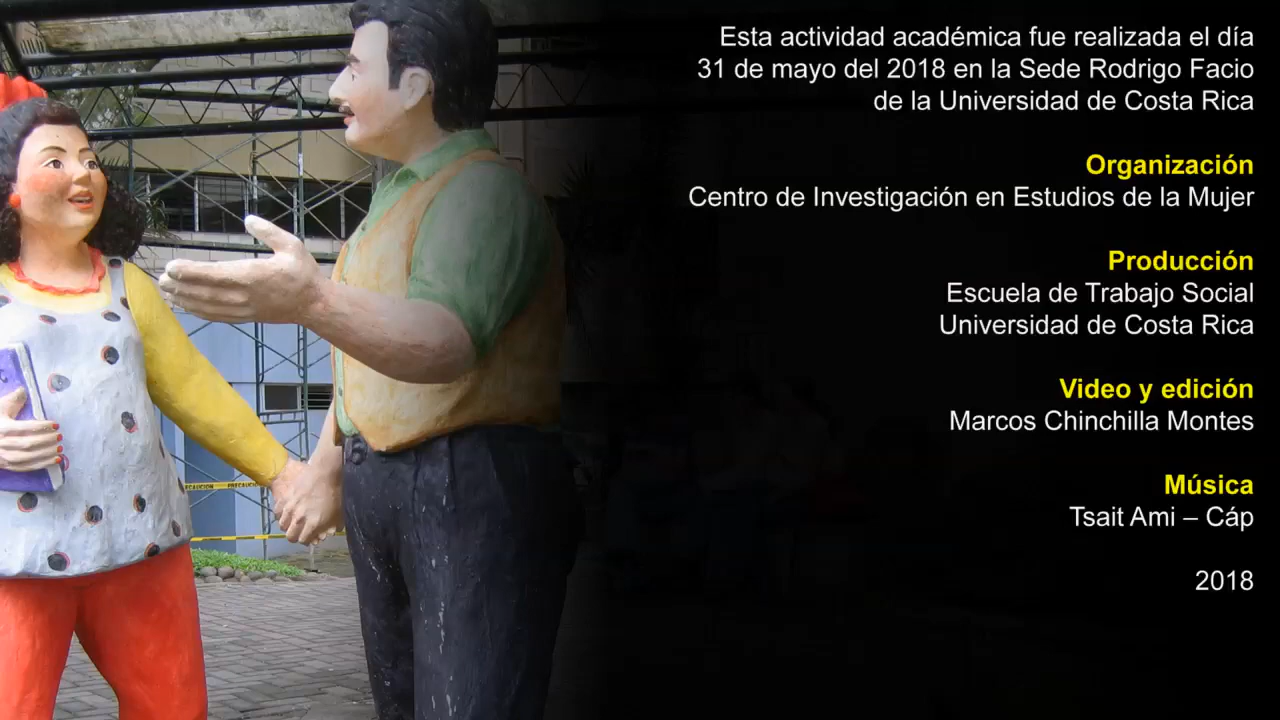 Esta actividad académica fue realizada el día
31 de mayo del 2018 en la Sede Rodrigo Facio
de la Universidad de Costa Rica
Organización
Centro de Investigación en Estudios de la Mujer
Producción
Escuela de Trabajo Social
Universidad de Costa Rica
Video y edición
Marcos Chinchilla Montes
Música
Tsait Ami – Cáp
2018
PRECAUCIÓN